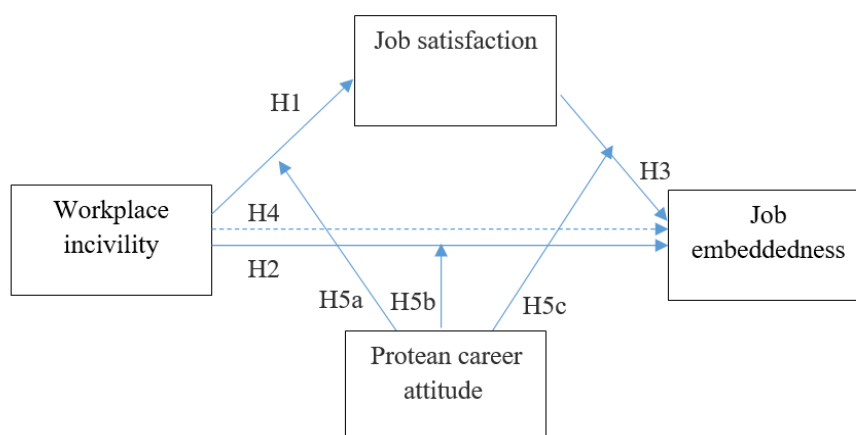 Job satisfaction
H1
H3
Workplace
incivility
H4
Job
embeddedness
H2
H5a
H5b
H5c
Protean career
attitude